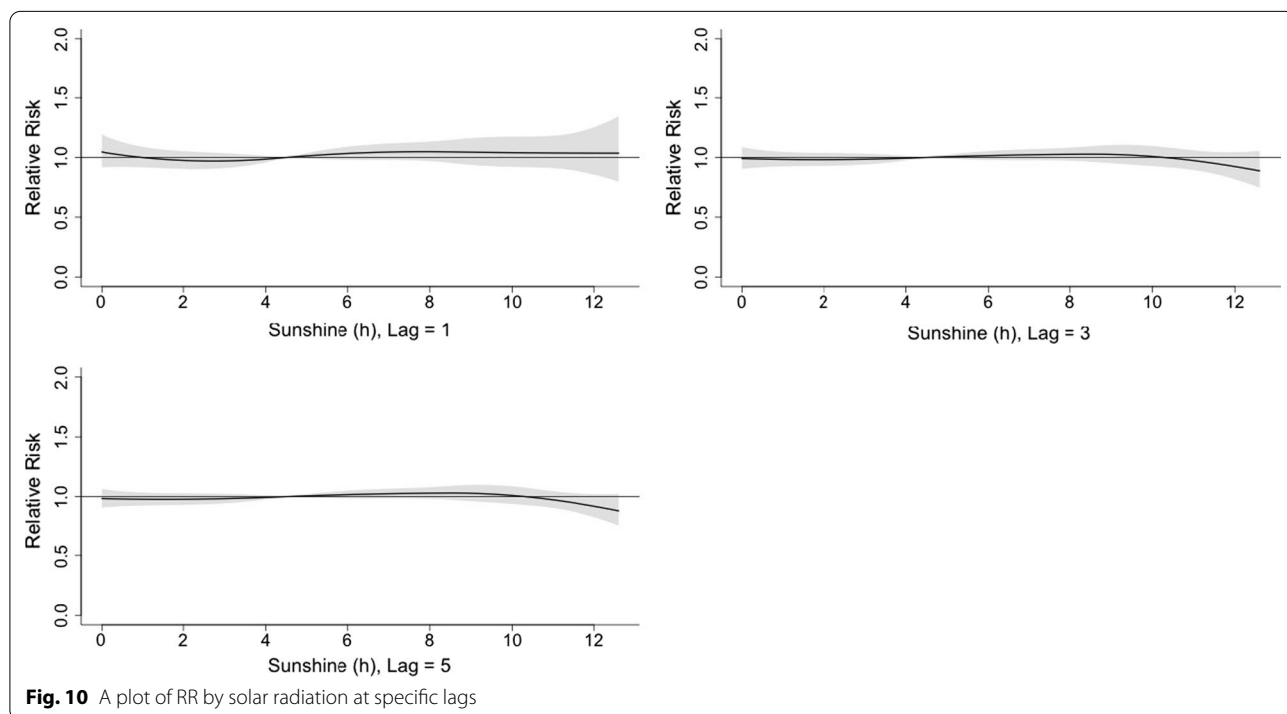 2.0
1.5
1.0
0.5
0.0
Relative Risk
0 2 4 6 8 10 12
Sunshine (h), Lag = 1
2.0
1.5
1.0
0.5
0.0
Relative Risk
0 2 4 6 8 10 12
Sunshine (h), Lag = 3
2.0
1.5
1.0
0.5
0.0
Relative Risk
0 2 4 6 8 10 12
Sunshine (h), Lag = 5
Fig. 10 A plot of RR by solar radiation at specific lags